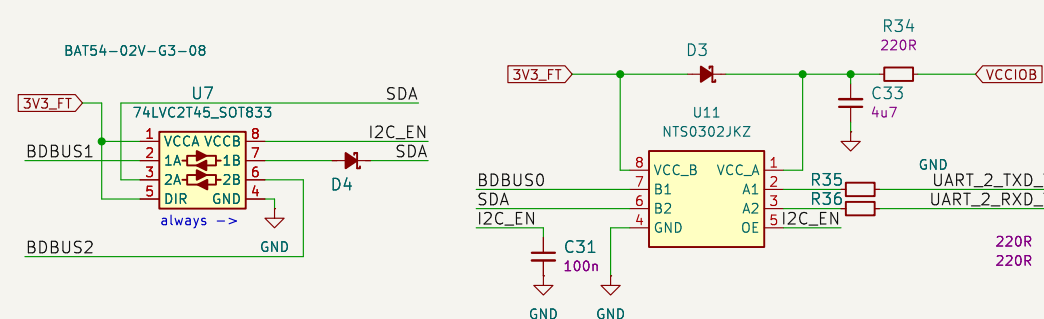 BAT54-02V-G3-08
3V3_FT
U7
74LVC2T45_SOT833
SDA
I2C_EN
SDA
BDBUS1
1 VCCA VCCB 8
2 1A 1B 7
3 2A 2B 6
5 DIR GND 4
always ->
D4
BDBUS2
GND
3V3_FT
D3
R34
220R
VCCIOB
C33
4u7
U11
NTS0302JKZ
8 VCC_B VCC_A 1
7 B1 A1 2
6 B2 A2 3
4 GND OE 5
BDBUS0
SDA
I2C_EN
C31
100n
GND
GND
GND
R35
R36
I2C_EN
UART_2_TXD_
UART_2_RXD_
220R
220R